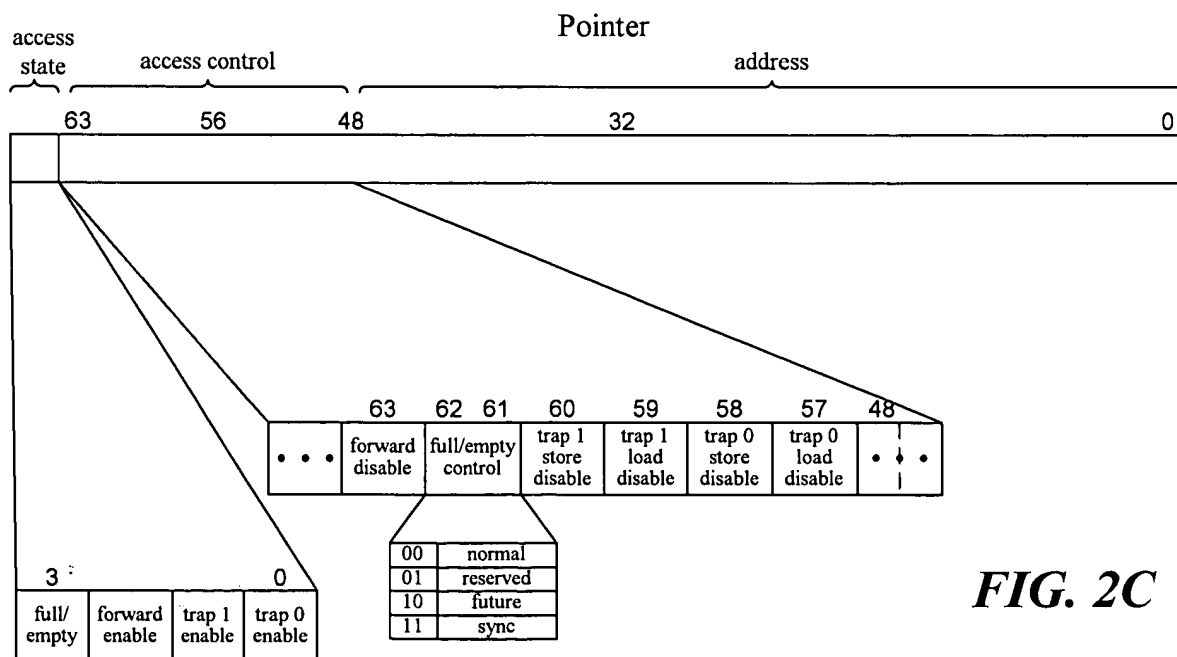 Pointer
access
state
access control
address
63 56 48 32 0
63 62 61 60 59 58 57 48
• • • forward disable full/empty control trap 1 store disable trap 1 load disable trap 0 store disable trap 0 load disable • • •
00 normal
01 reserved
10 future
11 sync
3 0
full/ empty forward enable trap 1 enable trap 0 enable
FIG. 2C